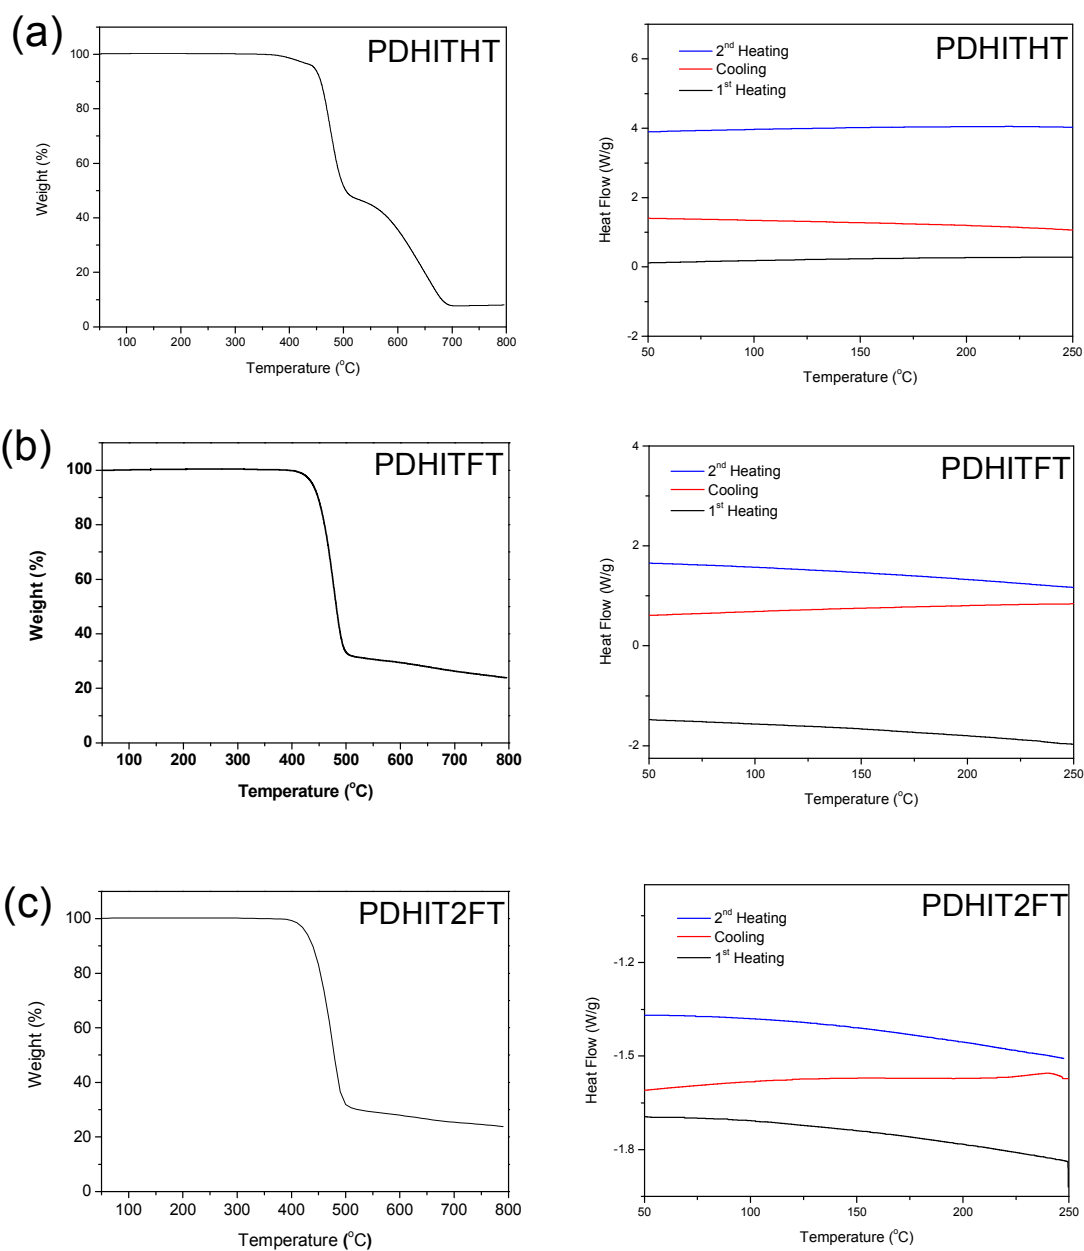 (a)
PDHITHT
100
80
60
40
20
0
Weight (%)
100 200 300 400 500 600 700 800
Temperature (°C)
PDHITHT
2nd Heating
Cooling
1st Heating
6
4
2
0
-2
Heat Flow (W/g)
50 100 150 200 250
Temperature (°C)
(b)
PDHITFT
100
80
60
40
20
0
Weight (%)
100 200 300 400 500 600 700 800
Temperature (°C)
PDHITFT
2nd Heating
Cooling
1st Heating
4
2
0
-2
Heat Flow (W/g)
50 100 150 200 250
Temperature (°C)
(c)
PDHIT2FT
100
80
60
40
20
0
Weight (%)
100 200 300 400 500 600 700 800
Temperature (°C)
PDHIT2FT
2nd Heating
Cooling
1st Heating
-1.2
-1.5
-1.8
Heat Flow (W/g)
50 100 150 200 250
Temperature (°C)